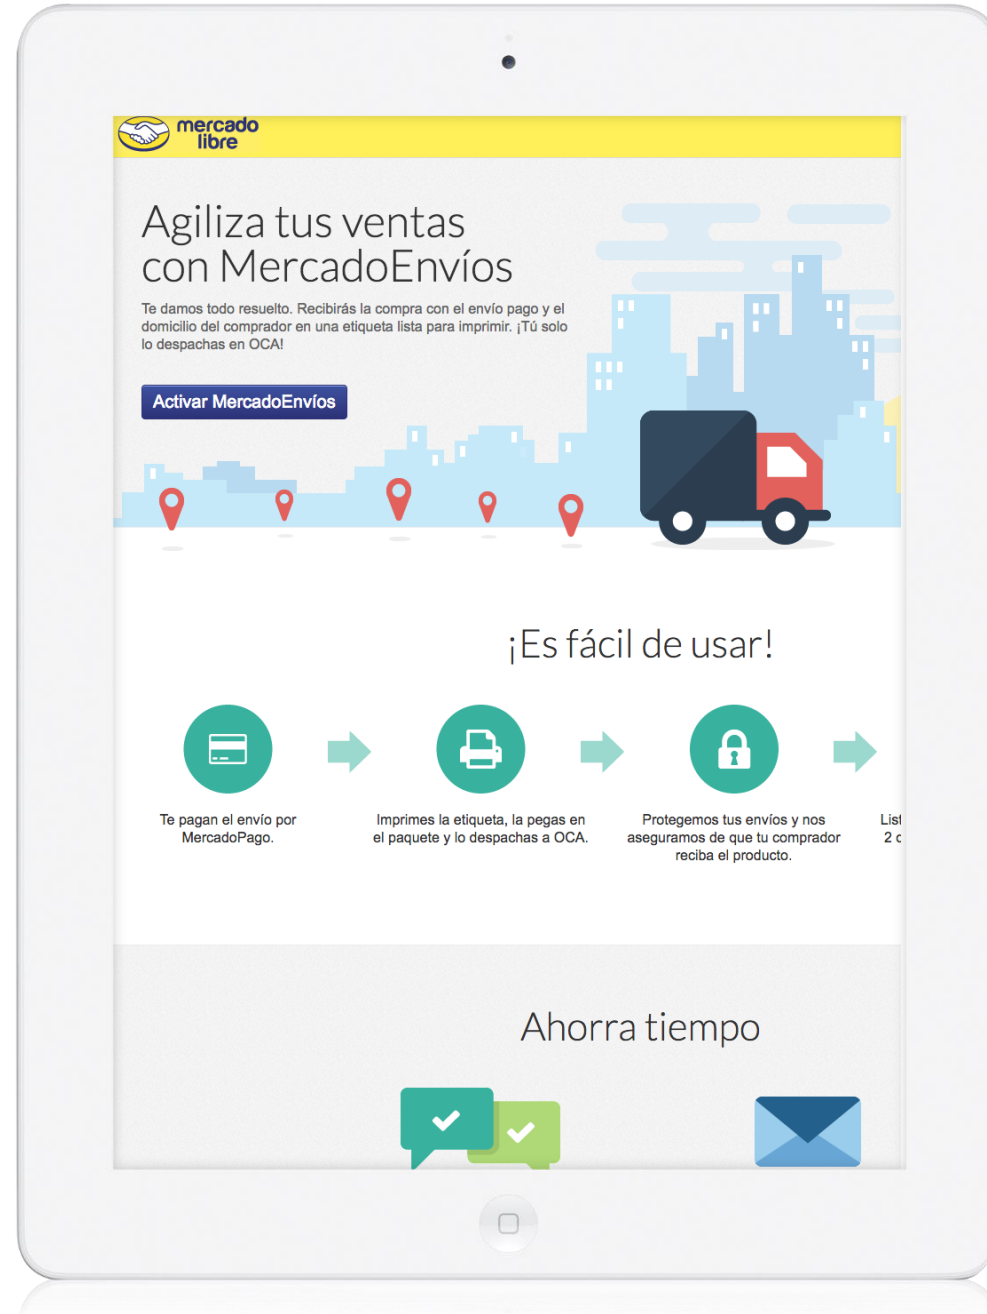 mercado
libre
Agiliza tus ventas
con MercadoEnvíos
Te damos todo resuelto. Recibirás la compra con el envío pago y el
domicilio del comprador en una etiqueta lista para imprimir. ¡Tú solo
lo despachas en OCA!
Activar MercadoEnvíos
¡Es fácil de usar!
Te pagan el envío por
MercadoPago.
Imprimes la etiqueta, la pegas en
el paquete y lo despachas a OCA.
Protegemos tus envíos y nos
aseguramos de que tu comprador
reciba el producto.
List
2 d
Ahorra tiempo